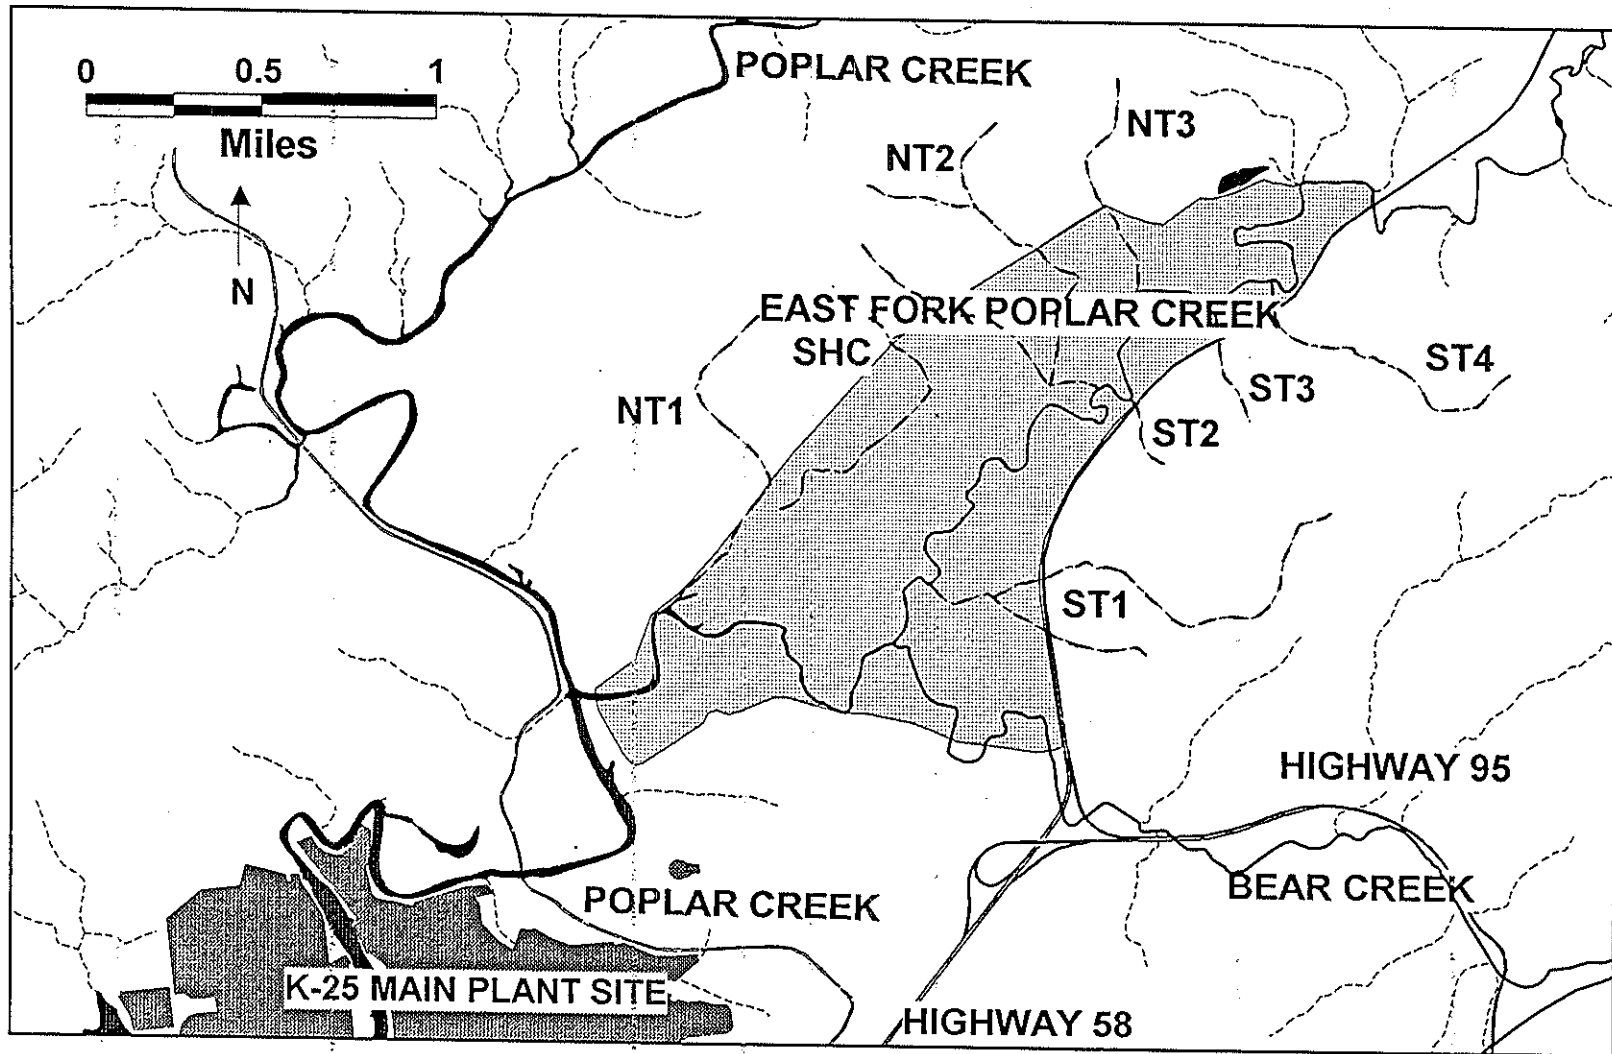 POPLAR CREEK
0 0.5 1
Miles
NT3
NT2
N
EAST FORK POPLAR CREEK
SHC
ST4
ST3
NT1
ST2
ST1
HIGHWAY 95
BEAR CREEK
POPLAR CREEK
K-25 MAIN PLANT SITE
HIGHWAY 58